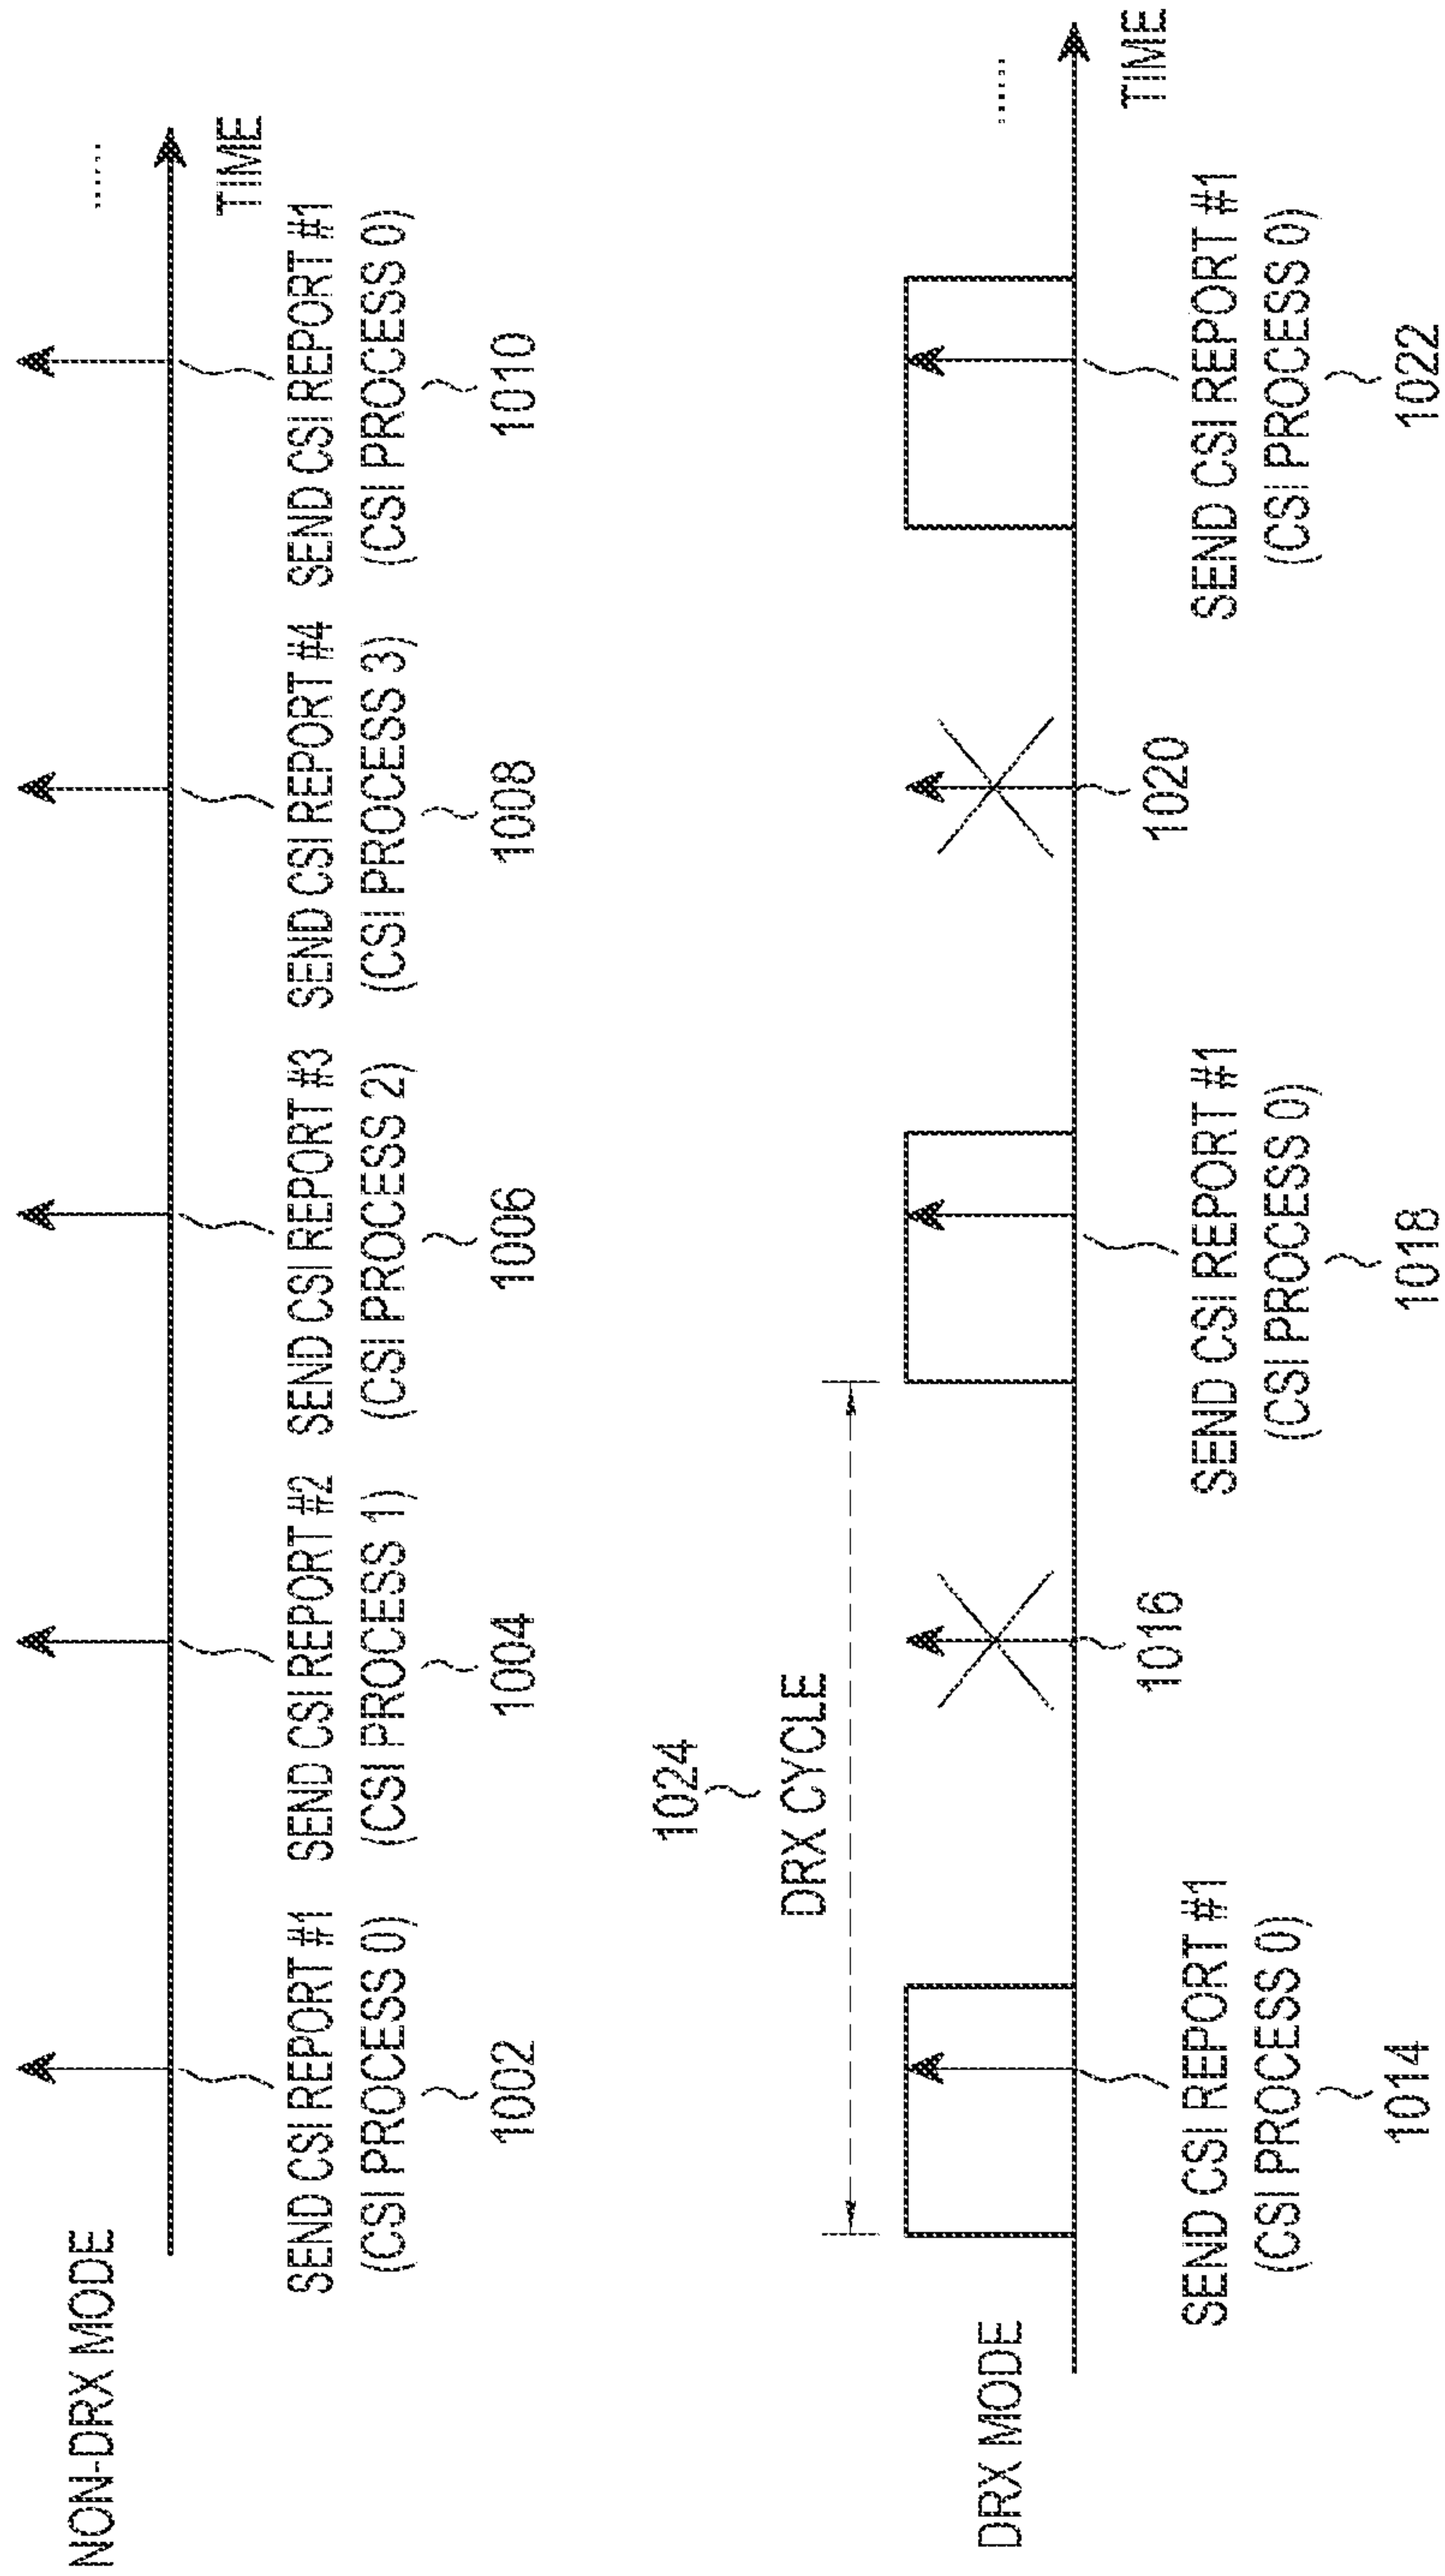 NON-DRX MODE
.....
TIME
SEND CSI REPORT #1
(CSI PROCESS 0)
1002
SEND CSI REPORT #2
(CSI PROCESS 1)
1004
SEND CSI REPORT #3
(CSI PROCESS 2)
1006
SEND CSI REPORT #4
(CSI PROCESS 3)
1008
SEND CSI REPORT #1
(CSI PROCESS 0)
1010
1024
DRX CYCLE
DRX MODE
.....
TIME
SEND CSI REPORT #1
(CSI PROCESS 0)
1014
1016
SEND CSI REPORT #1
(CSI PROCESS 0)
1018
1020
SEND CSI REPORT #1
(CSI PROCESS 0)
1022